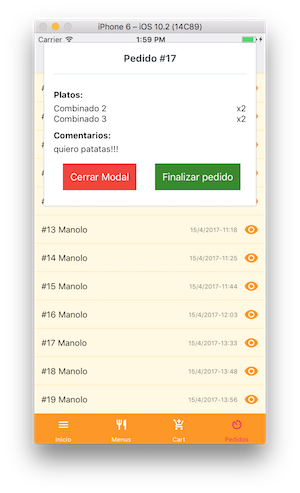 iPhone 6 – iOS 10.2 (14C89)
Carrier 1:59 PM
Pedido #17
Platos:
Combinado 2 x2
Combinado 3 x2
Comentarios:
quiero patatas!!!
Cerrar Modal Finalizar pedido
#13 Manolo 15/4/2017-11:18
#14 Manolo 15/4/2017-11:25
#15 Manolo 15/4/2017-11:44
#16 Manolo 15/4/2017-12:03
#17 Manolo 15/4/2017-13:33
#18 Manolo 15/4/2017-13:48
#19 Manolo 15/4/2017-13:56
Inicio Menus Cart Pedidos